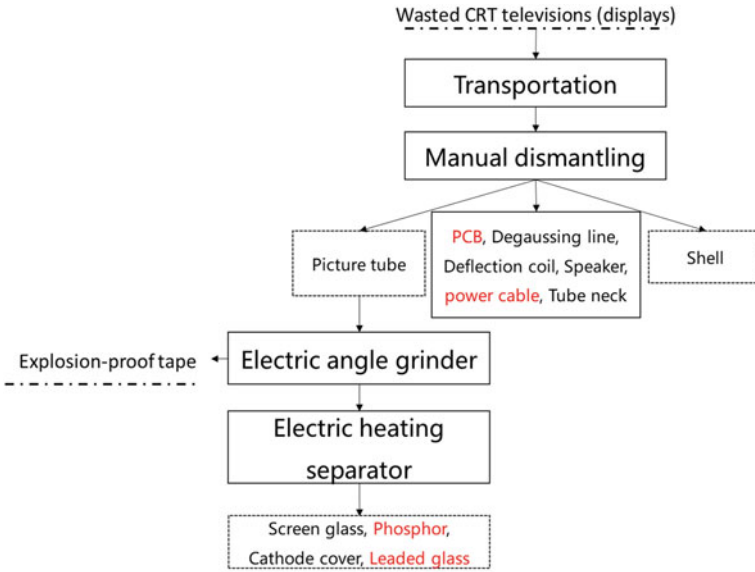 Wasted CRT televisions (displays)
Transportation
Manual dismantling
Picture tube
PCB, Degaussing line,
Deflection coil, Speaker,
power cable, Tube neck
Shell
Explosion-proof tape
Electric angle grinder
Electric heating
separator
Screen glass, Phosphor,
Cathode cover, Leaded glass